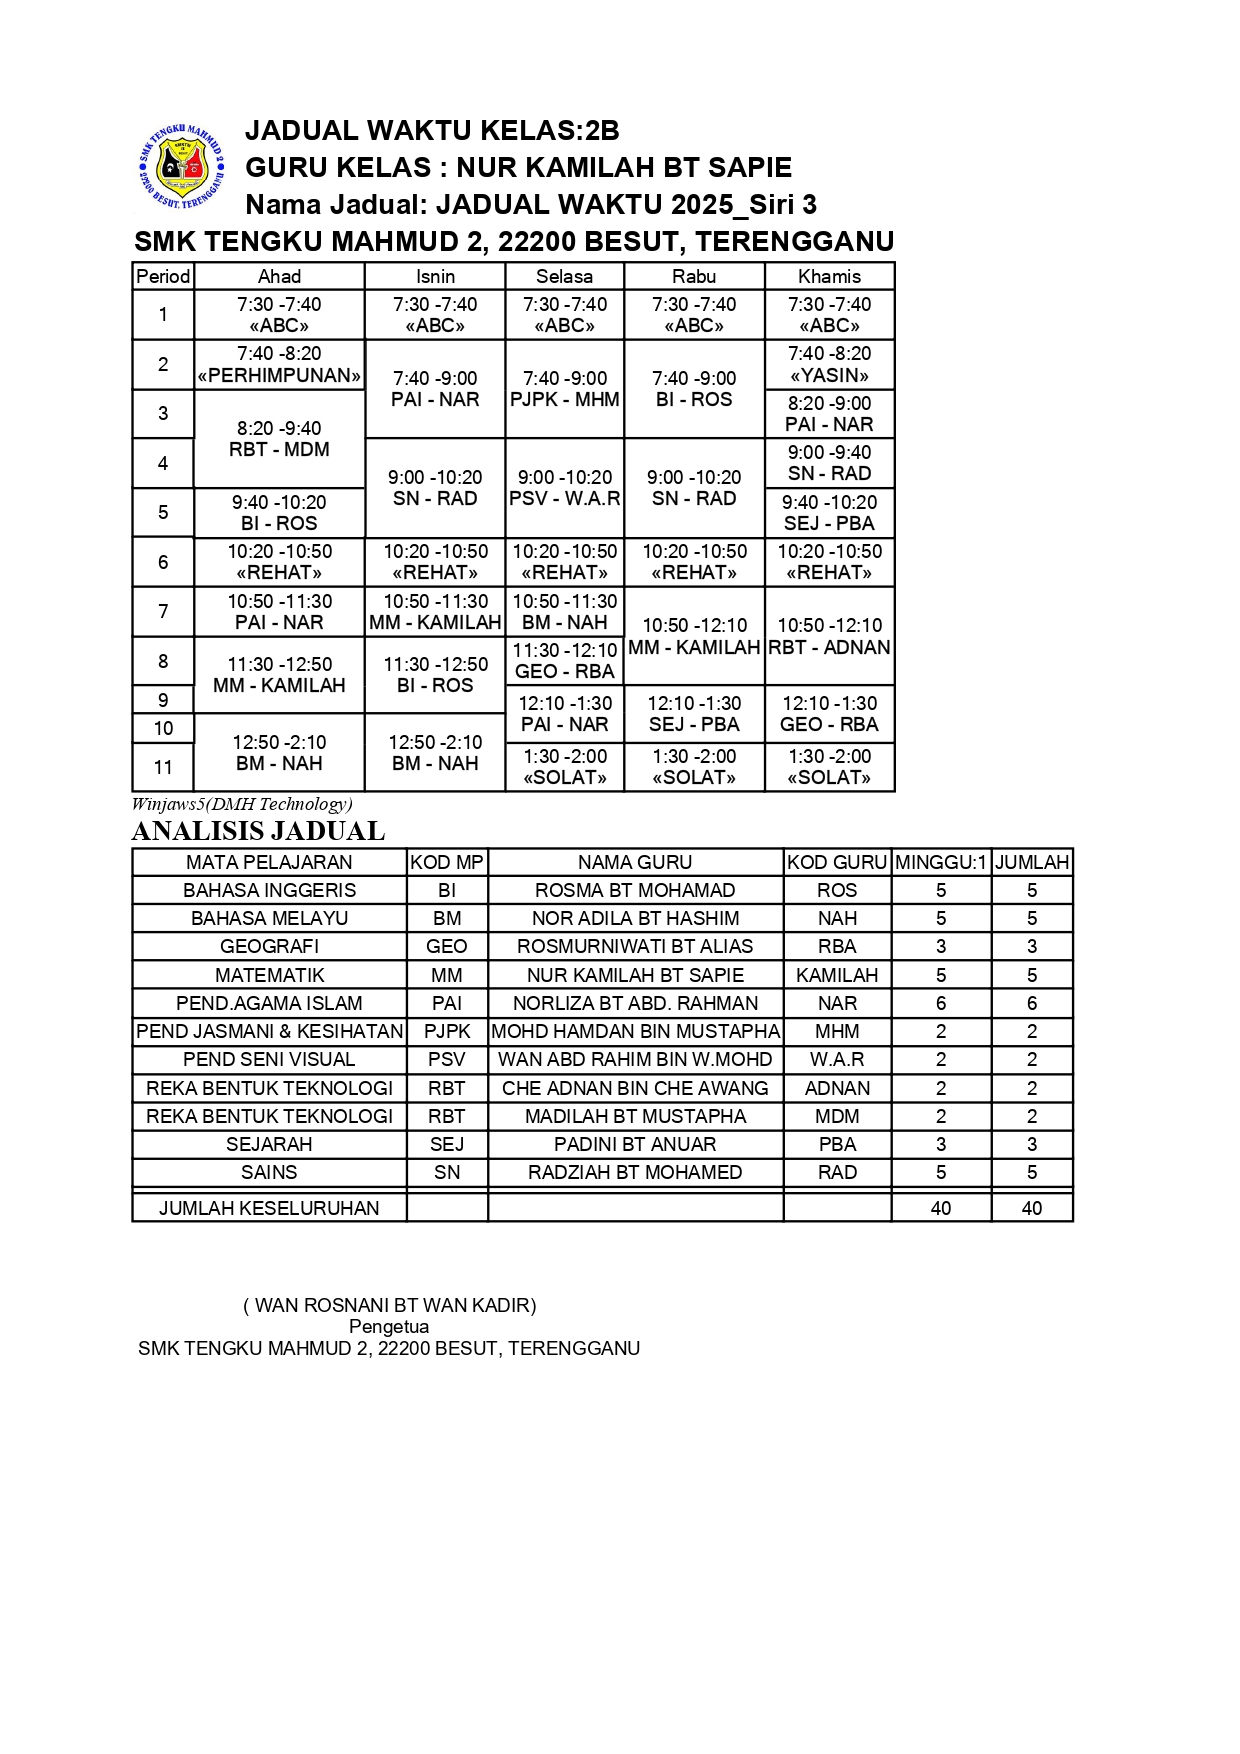 SMK TENGKU MAHMUD 2
22200 BESUT, TERENGGANU
JADUAL WAKTU KELAS:2B
GURU KELAS : NUR KAMILAH BT SAPIE
Nama Jadual: JADUAL WAKTU 2025_Siri 3
SMK TENGKU MAHMUD 2, 22200 BESUT, TERENGGANU
Period Ahad Isnin Selasa Rabu Khamis
1 7:30 -7:40 «ABC» 7:30 -7:40 «ABC» 7:30 -7:40 «ABC» 7:30 -7:40 «ABC» 7:30 -7:40 «ABC»
2 7:40 -8:20 «PERHIMPUNAN» 7:40 -9:00 PAI - NAR 7:40 -9:00 PJPK - MHM 7:40 -9:00 BI - ROS 7:40 -8:20 «YASIN»
3 8:20 -9:40 RBT - MDM 8:20 -9:00 PAI - NAR
4 9:00 -10:20 SN - RAD 9:00 -10:20 PSV - W.A.R 9:00 -10:20 SN - RAD 9:00 -9:40 SN - RAD
5 9:40 -10:20 BI - ROS 9:40 -10:20 SEJ - PBA
6 10:20 -10:50 «REHAT» 10:20 -10:50 «REHAT» 10:20 -10:50 «REHAT» 10:20 -10:50 «REHAT» 10:20 -10:50 «REHAT»
7 10:50 -11:30 PAI - NAR 10:50 -11:30 MM - KAMILAH 10:50 -11:30 BM - NAH 10:50 -12:10 MM - KAMILAH 10:50 -12:10 RBT - ADNAN
8 11:30 -12:50 MM - KAMILAH 11:30 -12:50 BI - ROS 11:30 -12:10 GEO - RBA
9 12:10 -1:30 PAI - NAR 12:10 -1:30 SEJ - PBA 12:10 -1:30 GEO - RBA
10 12:50 -2:10 BM - NAH 12:50 -2:10 BM - NAH
11 1:30 -2:00 «SOLAT» 1:30 -2:00 «SOLAT» 1:30 -2:00 «SOLAT»
Winjaws5(DMH Technology)
ANALISIS JADUAL
MATA PELAJARAN KOD MP NAMA GURU KOD GURU MINGGU:1 JUMLAH
BAHASA INGGERIS BI ROSMA BT MOHAMAD ROS 5 5
BAHASA MELAYU BM NOR ADILA BT HASHIM NAH 5 5
GEOGRAFI GEO ROSMURNIWATI BT ALIAS RBA 3 3
MATEMATIK MM NUR KAMILAH BT SAPIE KAMILAH 5 5
PEND.AGAMA ISLAM PAI NORLIZA BT ABD. RAHMAN NAR 6 6
PEND JASMANI & KESIHATAN PJPK MOHD HAMDAN BIN MUSTAPHA MHM 2 2
PEND SENI VISUAL PSV WAN ABD RAHIM BIN W.MOHD W.A.R 2 2
REKA BENTUK TEKNOLOGI RBT CHE ADNAN BIN CHE AWANG ADNAN 2 2
REKA BENTUK TEKNOLOGI RBT MADILAH BT MUSTAPHA MDM 2 2
SEJARAH SEJ PADINI BT ANUAR PBA 3 3
SAINS SN RADZIAH BT MOHAMED RAD 5 5
JUMLAH KESELURUHAN 40 40
( WAN ROSNANI BT WAN KADIR)
Pengetua
SMK TENGKU MAHMUD 2, 22200 BESUT, TERENGGANU